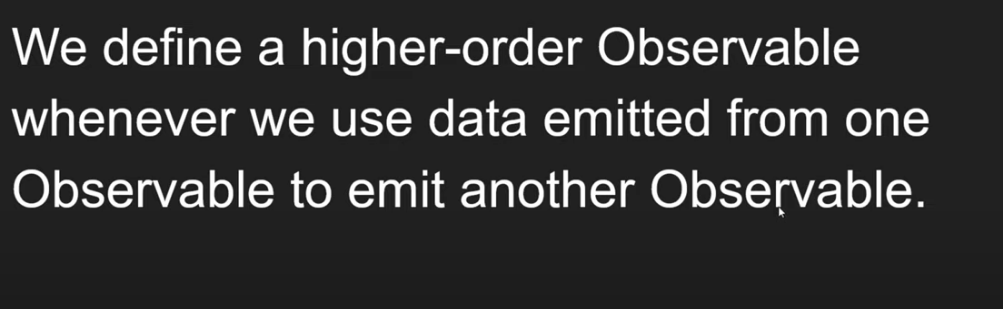 We define a higher-order Observable
whenever we use data emitted from one
Observable to emit another Observable.